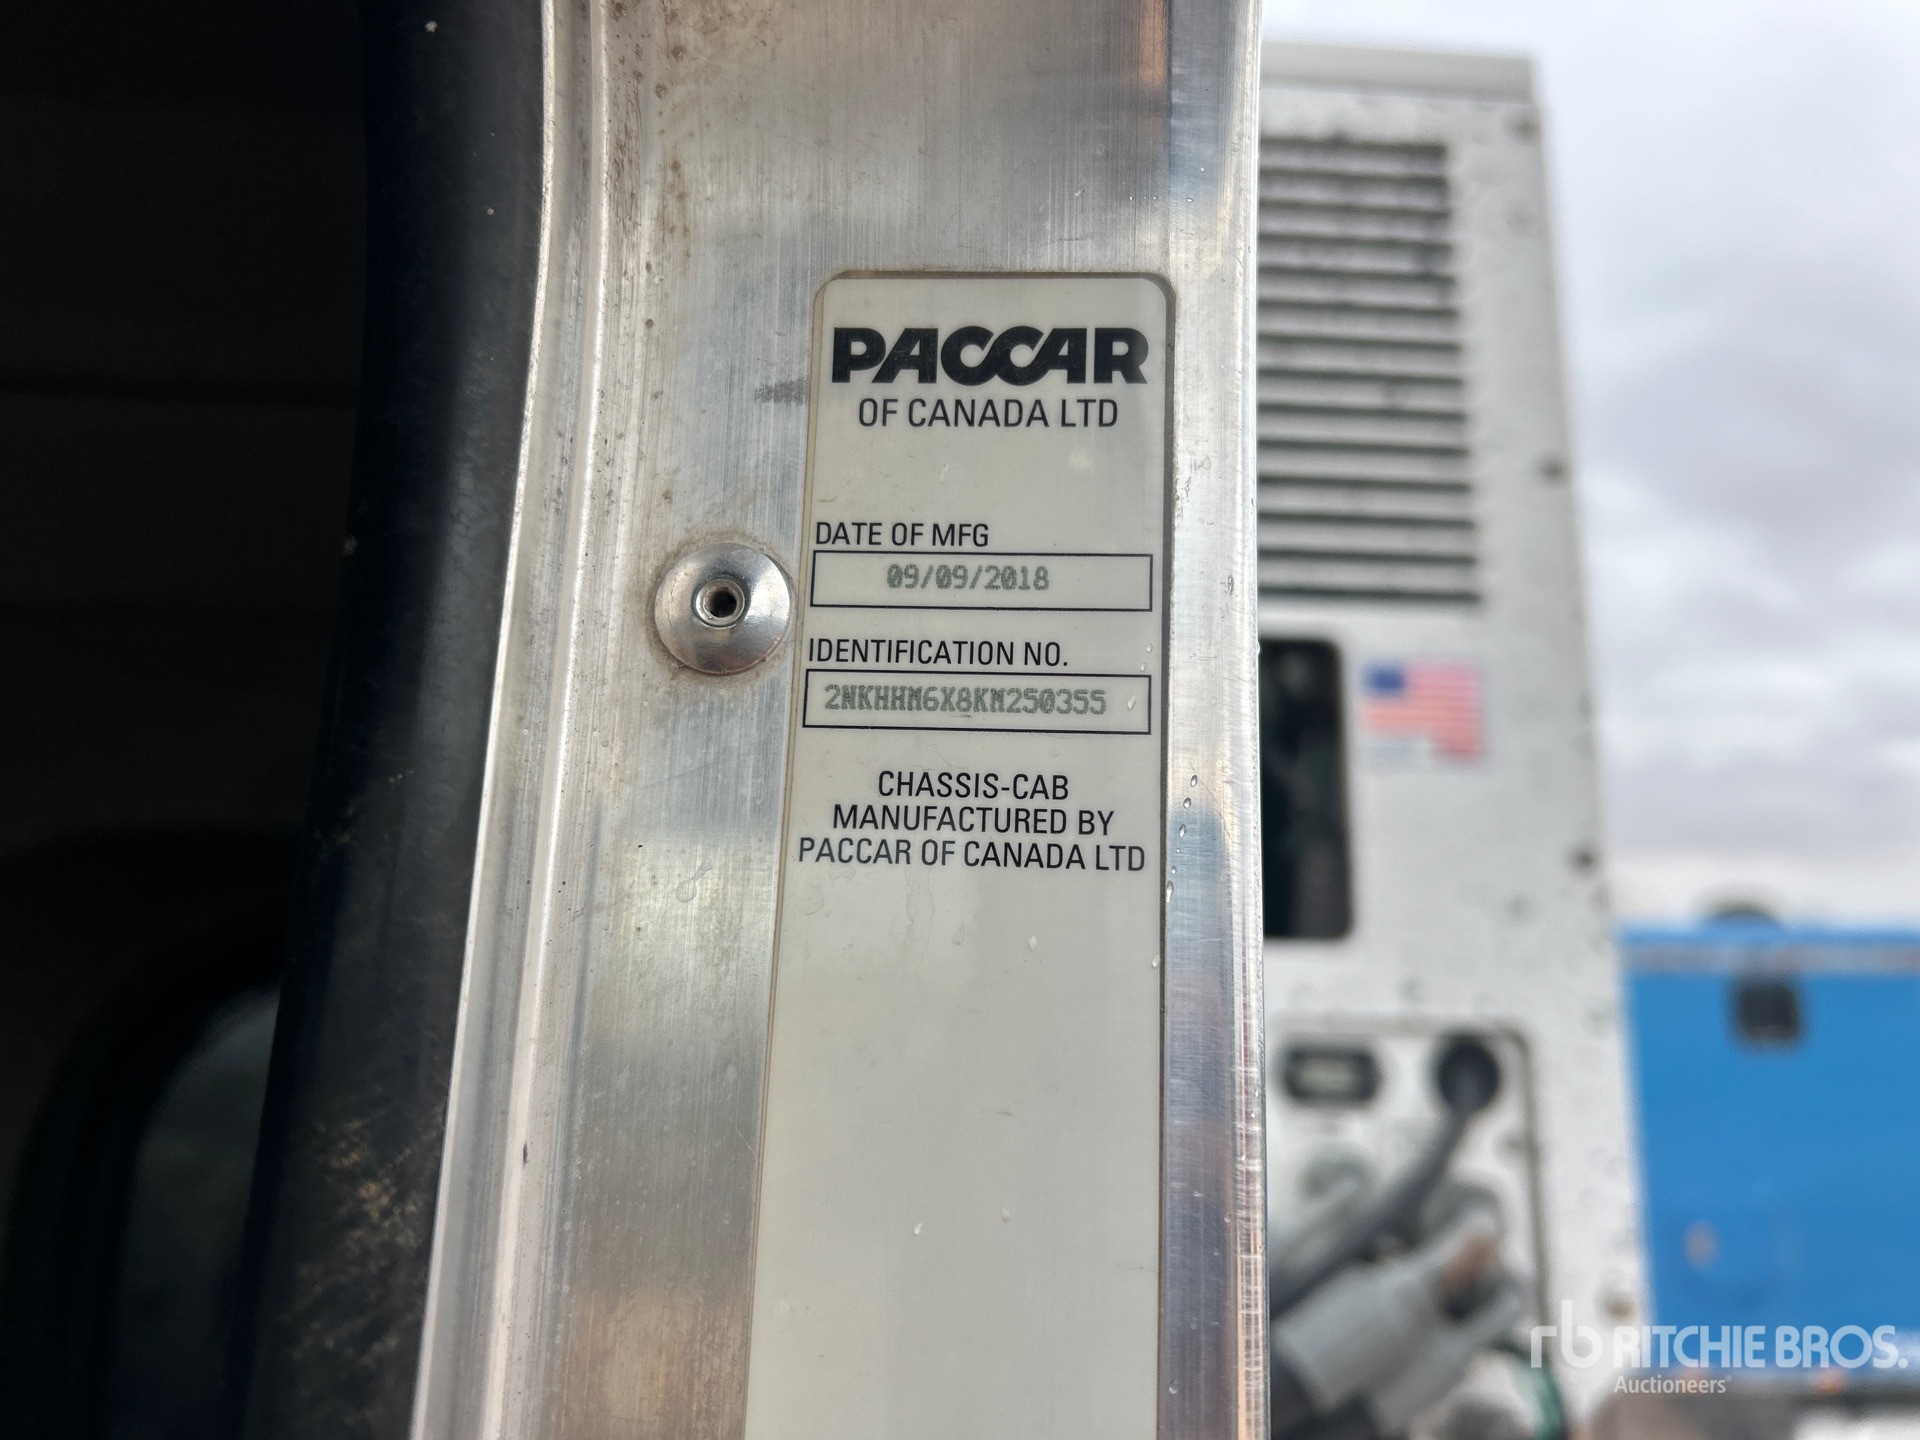 PACCAR
OF CANADA LTD
DATE OF MFG
09/09/2018
IDENTIFICATION NO.
2NKHHM6X8KM250355
CHASSIS-CAB
MANUFACTURED BY
PACCAR OF CANADA LTD
rb RITCHIE BROS.
Auctioneers